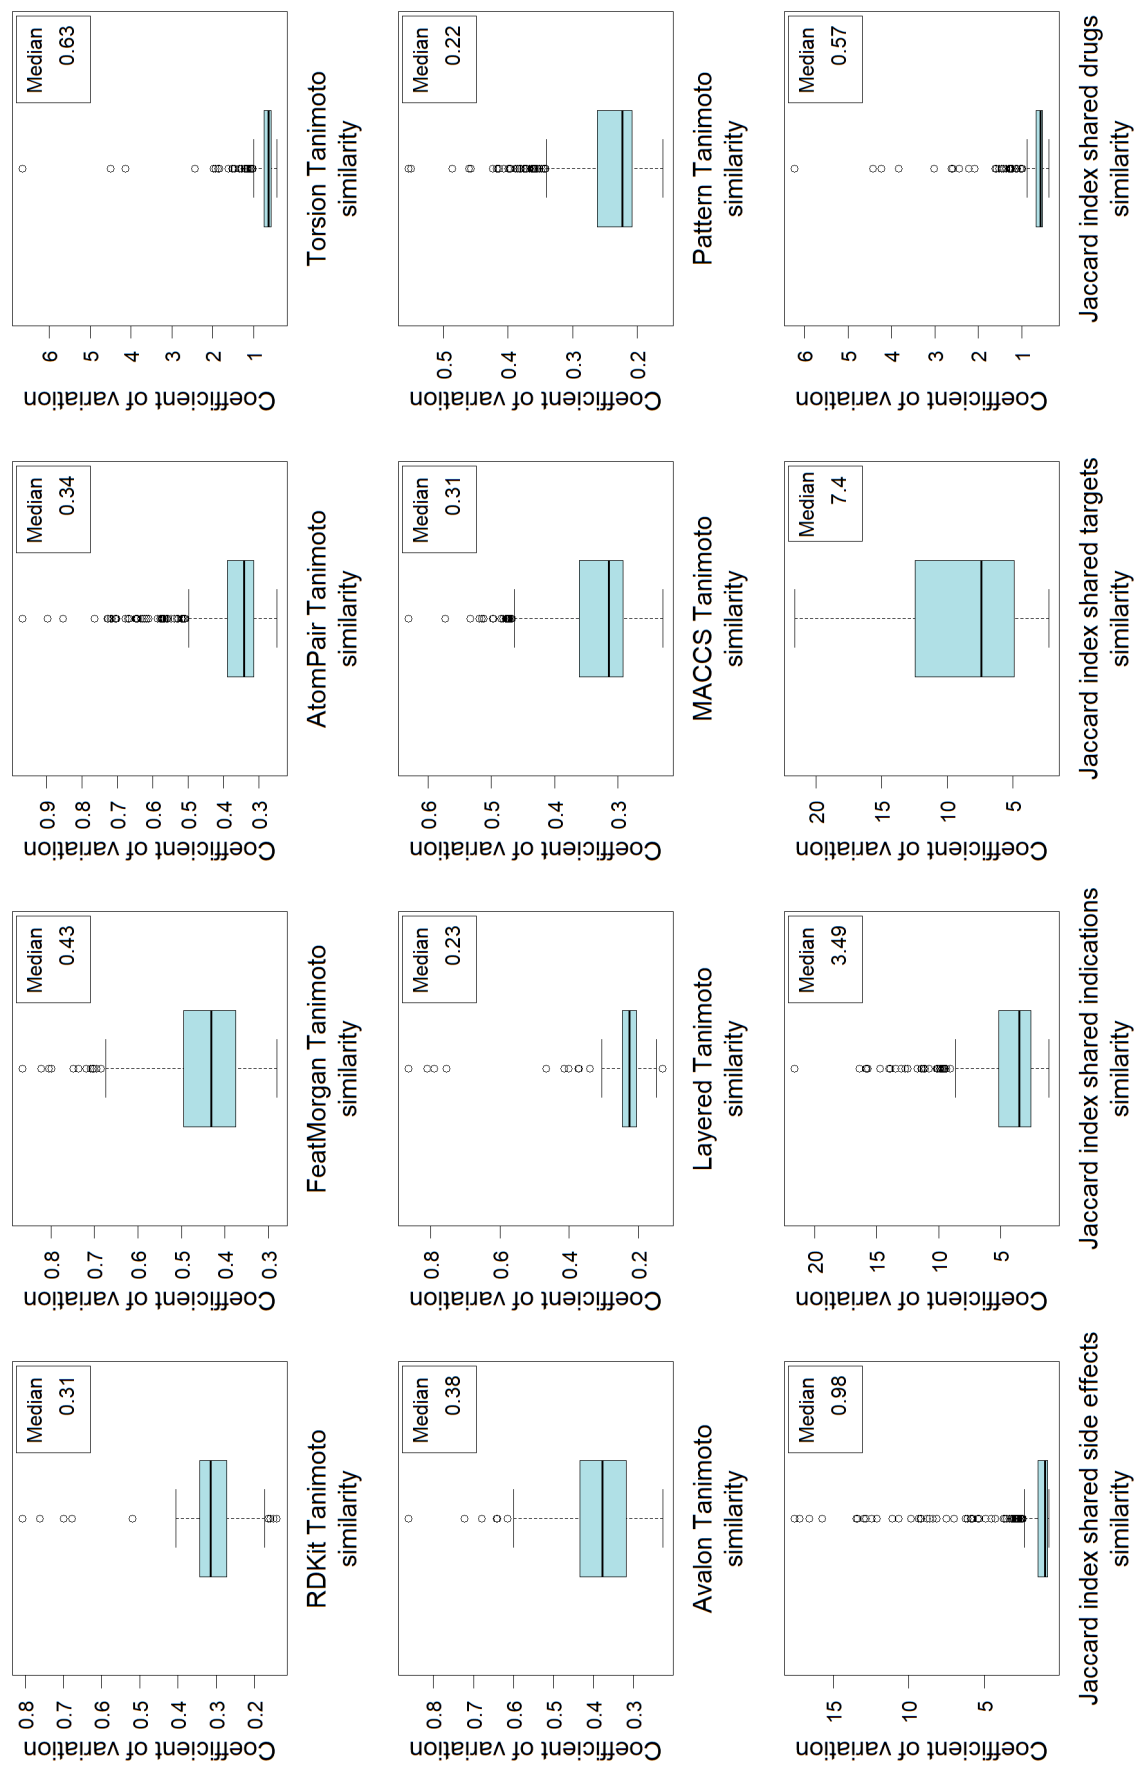 Coefficient of variation
0.8
0.7
0.6
0.5
0.4
0.3
0.2
Median
0.31
RDKit Tanimoto
similarity
Coefficient of variation
0.8
0.7
0.6
0.5
0.4
0.3
Median
0.43
FeatMorgan Tanimoto
similarity
Coefficient of variation
0.9
0.8
0.7
0.6
0.5
0.4
0.3
Median
0.34
AtomPair Tanimoto
similarity
Coefficient of variation
6
5
4
3
2
1
Median
0.63
Torsion Tanimoto
similarity
Coefficient of variation
0.8
0.7
0.6
0.5
0.4
0.3
Median
0.38
Avalon Tanimoto
similarity
Coefficient of variation
0.8
0.6
0.4
0.2
Median
0.23
Layered Tanimoto
similarity
Coefficient of variation
0.6
0.5
0.4
0.3
Median
0.31
MACCS Tanimoto
similarity
Coefficient of variation
0.5
0.4
0.3
0.2
Median
0.22
Pattern Tanimoto
similarity
Coefficient of variation
15
10
5
Median
0.98
Jaccard index shared side effects
similarity
Coefficient of variation
20
15
10
5
Median
3.49
Jaccard index shared indications
similarity
Coefficient of variation
20
15
10
5
Median
7.4
Jaccard index shared targets
similarity
Coefficient of variation
6
5
4
3
2
1
Median
0.57
Jaccard index shared drugs
similarity